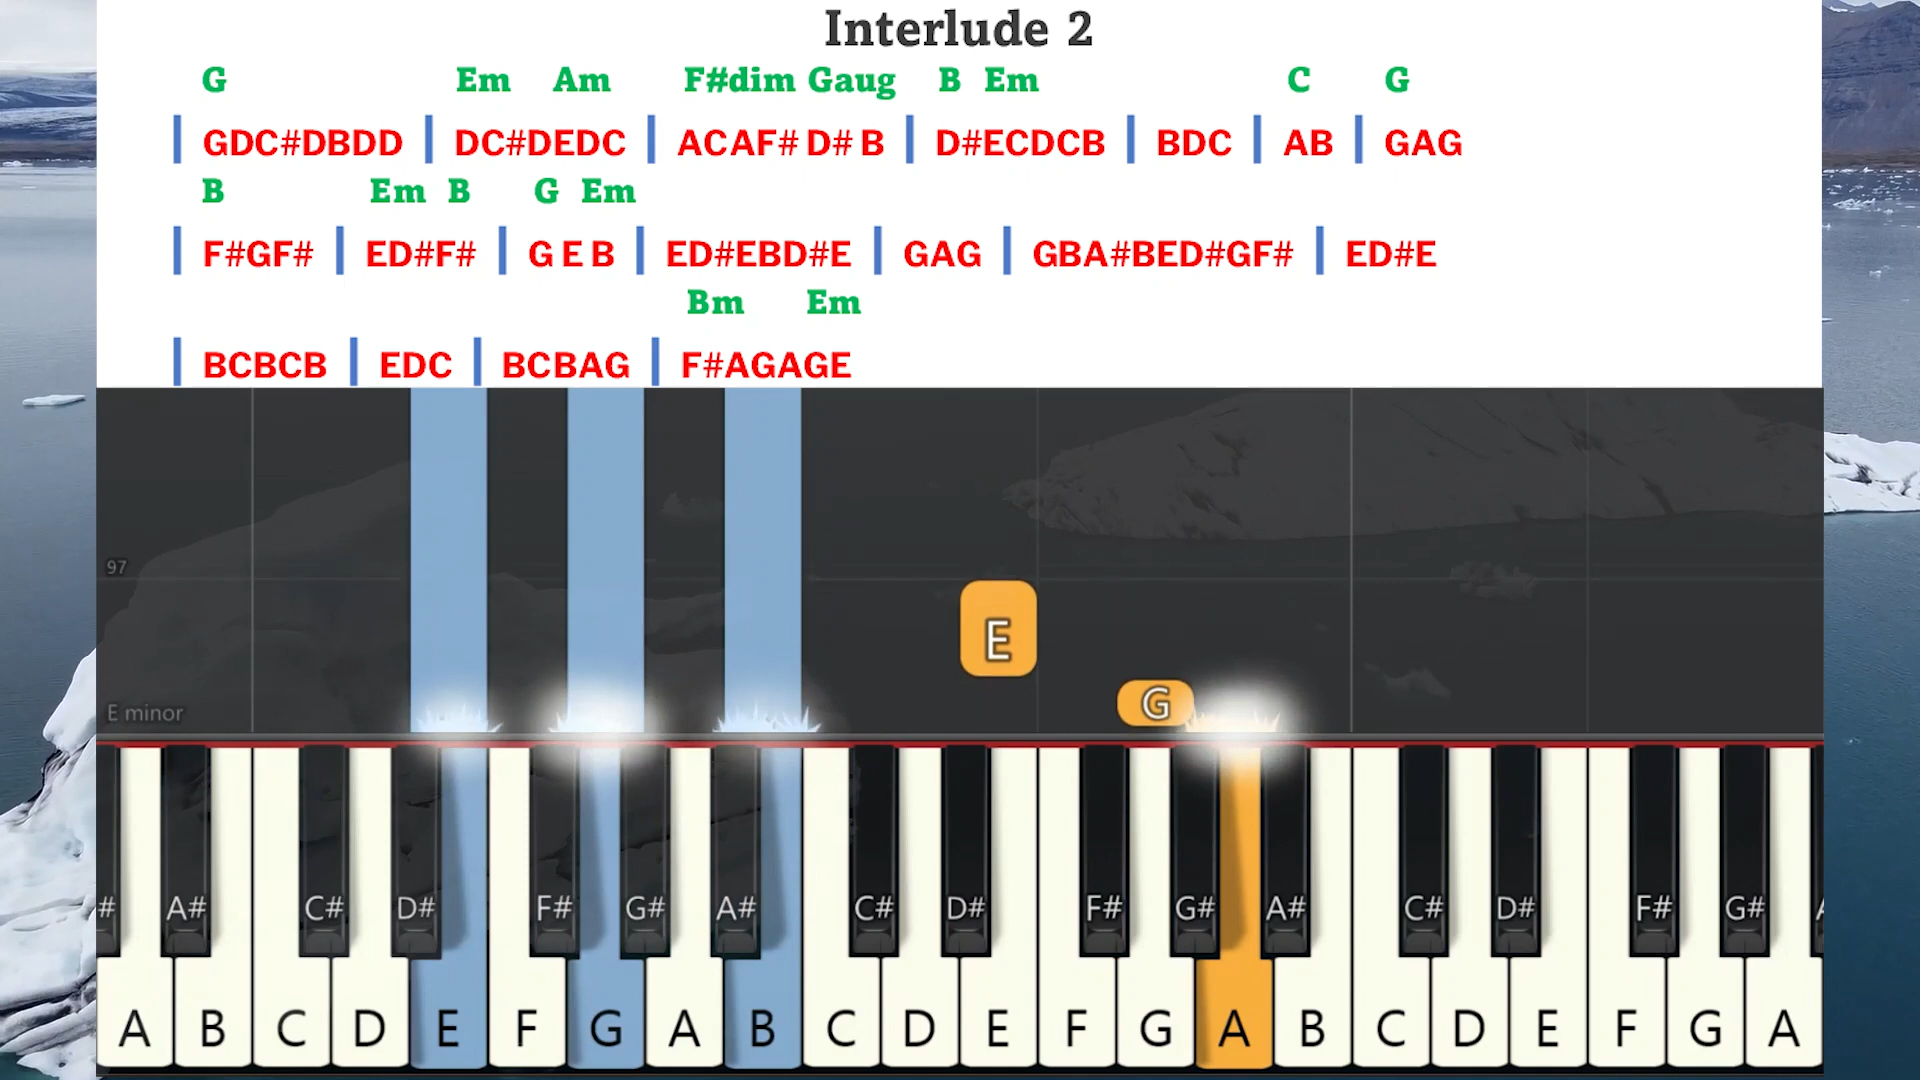 Interlude 2
G Em Am F#dim Gaug B Em C G
| GDC#DBDD | DC#DEDC | ACAF# D# B | D#ECDCB | BDC | AB | GAG
B Em B G Em
| F#GF# | ED#F# | G E B | ED#EBD#E | GAG | GBA#BED#GF# | ED#E
Bm Em
| BCBCB | EDC | BCBAG | F#AGAGE
97
E
G
E minor
# A# C# D# F# G# A# C# D# F# G# A# C# D# F# G#
A B C D E F G A B C D E F G A B C D E F G A